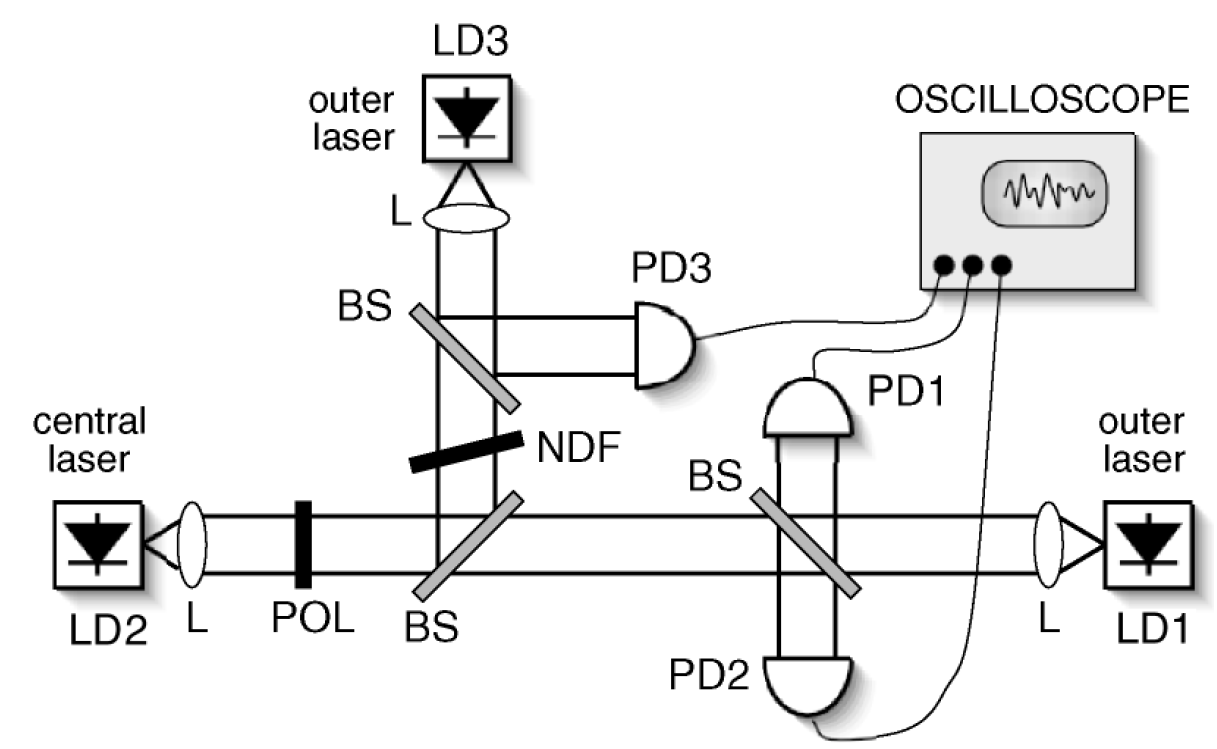 LD3
outer
laser
OSCILLOSCOPE
L
PD3
BS
PD1
central
laser
NDF
outer
laser
BS
LD2
L
POL
BS
L
LD1
PD2